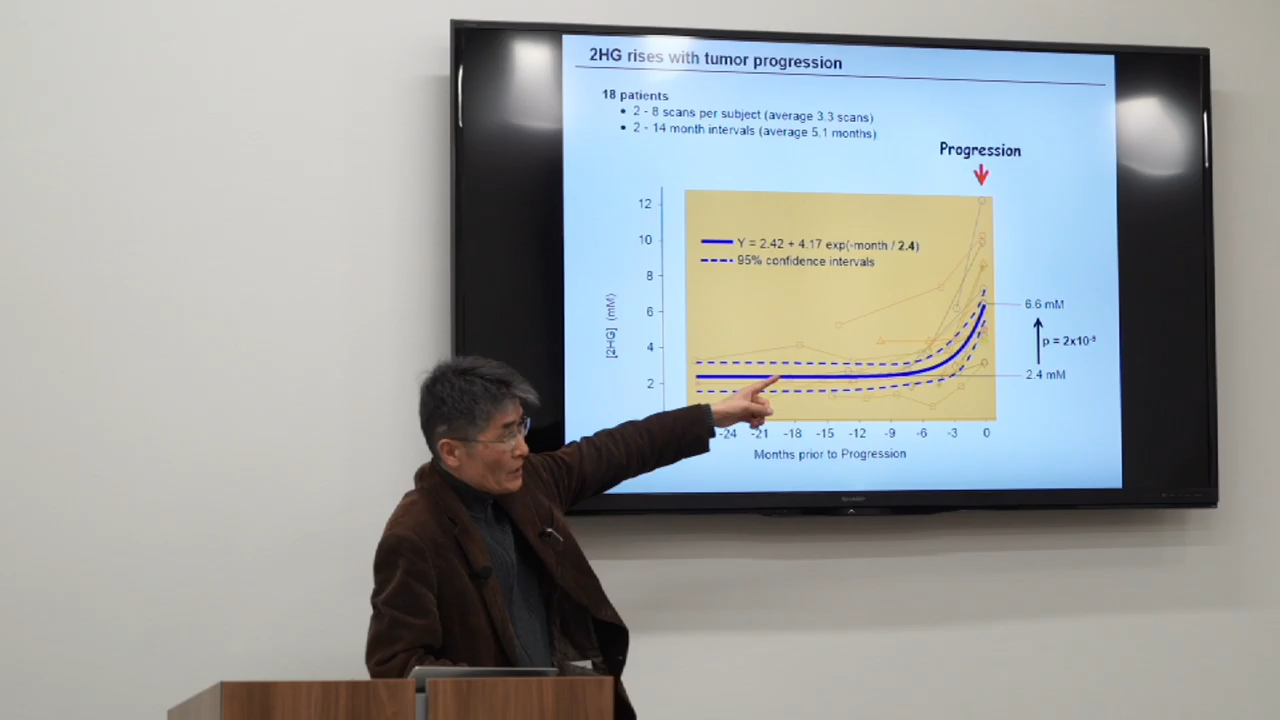 2HG rises with tumor progression
18 patients
• 2 - 8 scans per subject (average 3.3 scans)
• 2 - 14 month intervals (average 5.1 months)
Progression
12
10
8
6
4
2
[2HG] (mM)
Y = 2.42 + 4.17 exp(-month / 2.4)
95% confidence intervals
6.6 mM
p = 2x10⁻⁹
2.4 mM
-24 -21 -18 -15 -12 -9 -6 -3 0
Months prior to Progression
SHARP